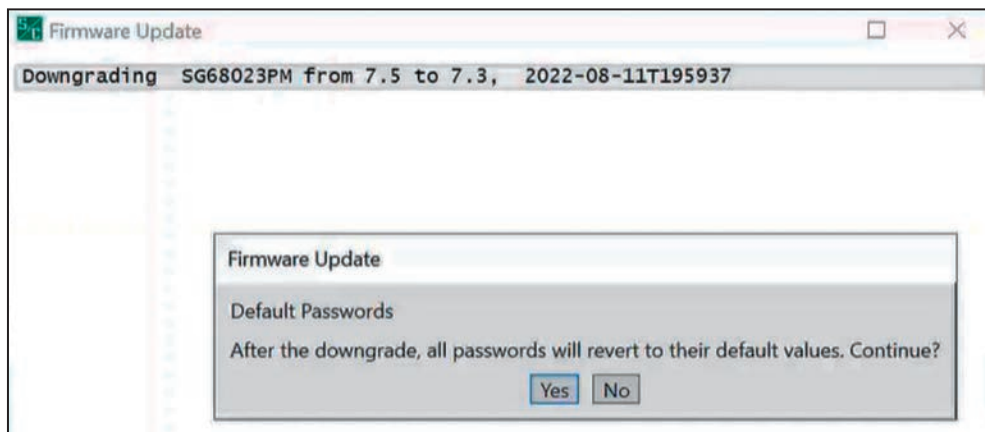 S/C Firmware Update
Downgrading SG68023PM from 7.5 to 7.3, 2022-08-11T195937
Firmware Update
Default Passwords
After the downgrade, all passwords will revert to their default values. Continue?
Yes No